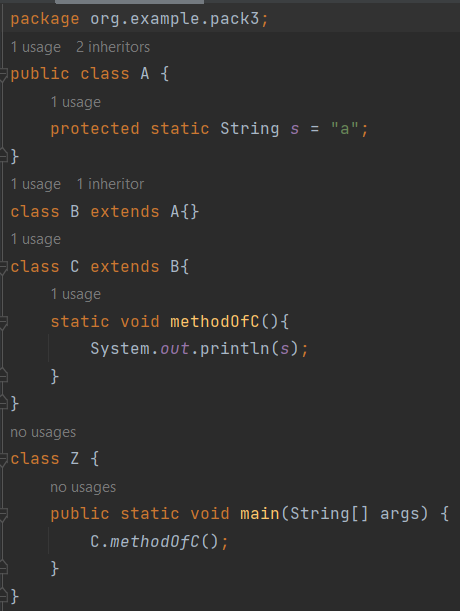 package org.example.pack3;
1 usage 2 inheritors
public class A {
1 usage
protected static String s = "a";
}
1 usage 1 inheritor
class B extends A{}
1 usage
class C extends B{
1 usage
static void methodOfC(){
System.out.println(s);
}
}
no usages
class Z {
no usages
public static void main(String[] args) {
C.methodOfC();
}
}